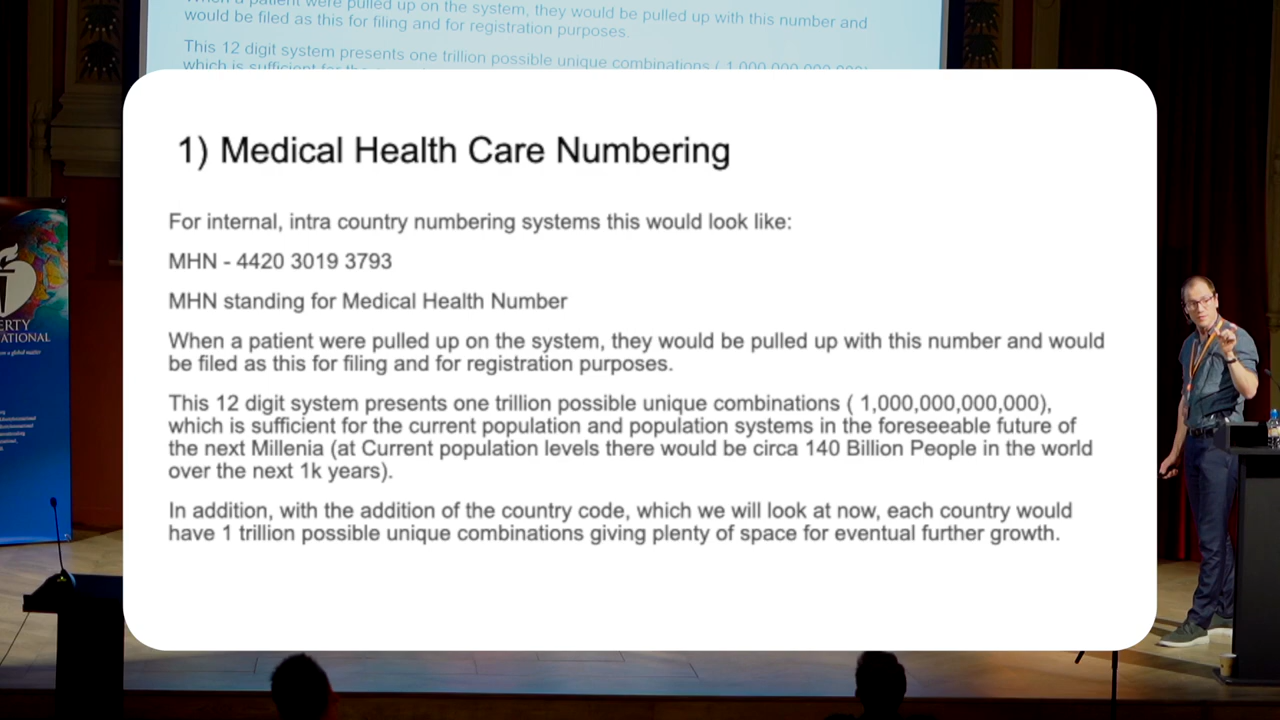 When a patient were pulled up on the system, they would be pulled up with this number and
would be filed as this for filing and for registration purposes.
This 12 digit system presents one trillion possible unique combinations ( 1,000,000,000,000)
which is sufficient for the
1) Medical Health Care Numbering
For internal, intra country numbering systems this would look like:
MHN - 4420 3019 3793
MHN standing for Medical Health Number
When a patient were pulled up on the system, they would be pulled up with this number and would
be filed as this for filing and for registration purposes.
This 12 digit system presents one trillion possible unique combinations ( 1,000,000,000,000),
which is sufficient for the current population and population systems in the foreseeable future of
the next Millenia (at Current population levels there would be circa 140 Billion People in the world
over the next 1k years).
In addition, with the addition of the country code, which we will look at now, each country would
have 1 trillion possible unique combinations giving plenty of space for eventual further growth.
ERTY
ATIONAL